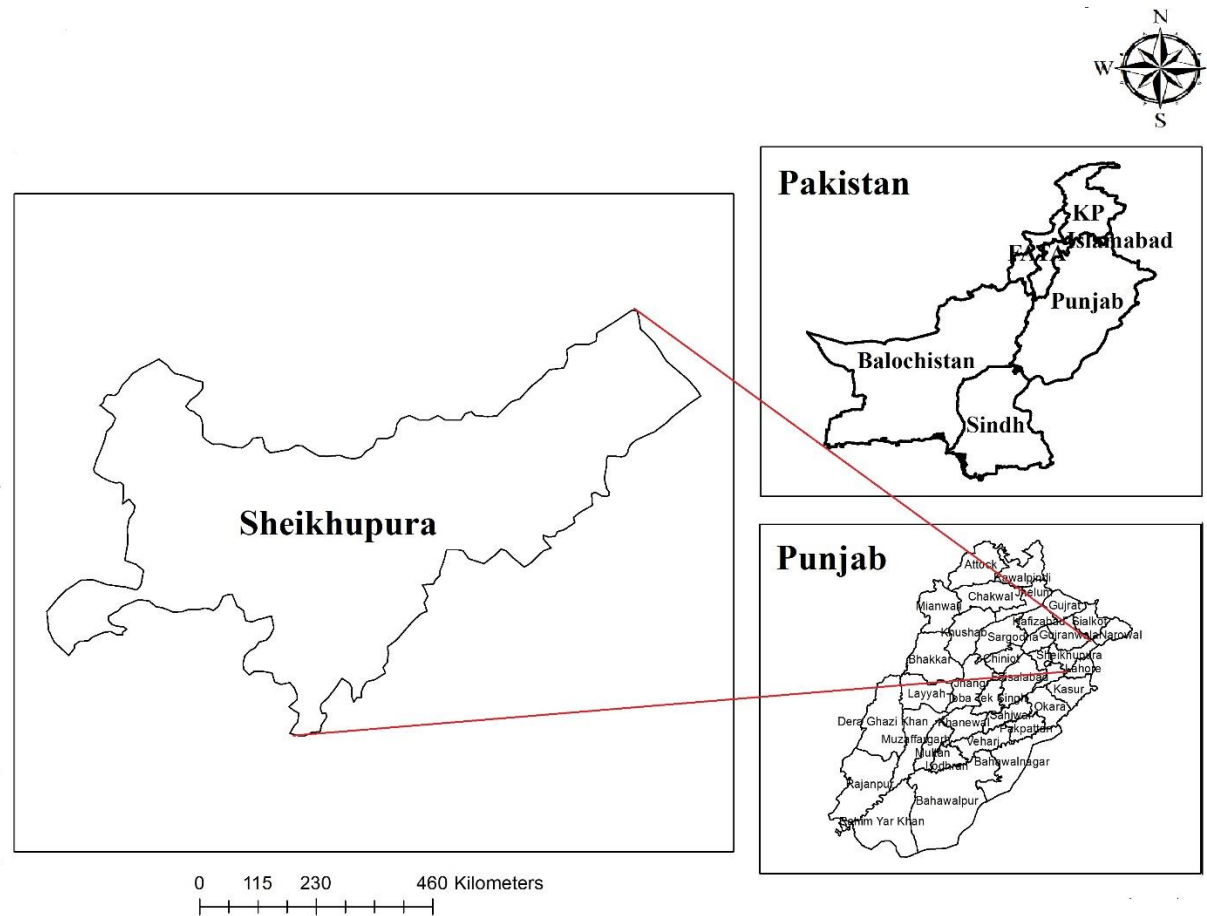 N
W
S
Pakistan
KP
Islamabad
FATA
Punjab
Balochistan
Sindh
Sheikhupura
Punjab
Attock
Rawalpindi
Chakwal
Jhelum
Mianwali
Gujrat
Hafizabad
Sialkot
Khushab
Sargodha
Gujranwala
Narowal
Bhakkar
Chiniot
Sheikhupura
Lahore
Faisalabad
Jhang
Layyah
Toba Tek Singh
Kasur
Okara
Dera Ghazi Khan
Khanewal
Sahiwal
Pakpattan
Muzaffargarh
Vehari
Multan
Lodhran
Bahawalnagar
Rajanpur
Bahawalpur
Rahim Yar Khan
0 115 230 460 Kilometers